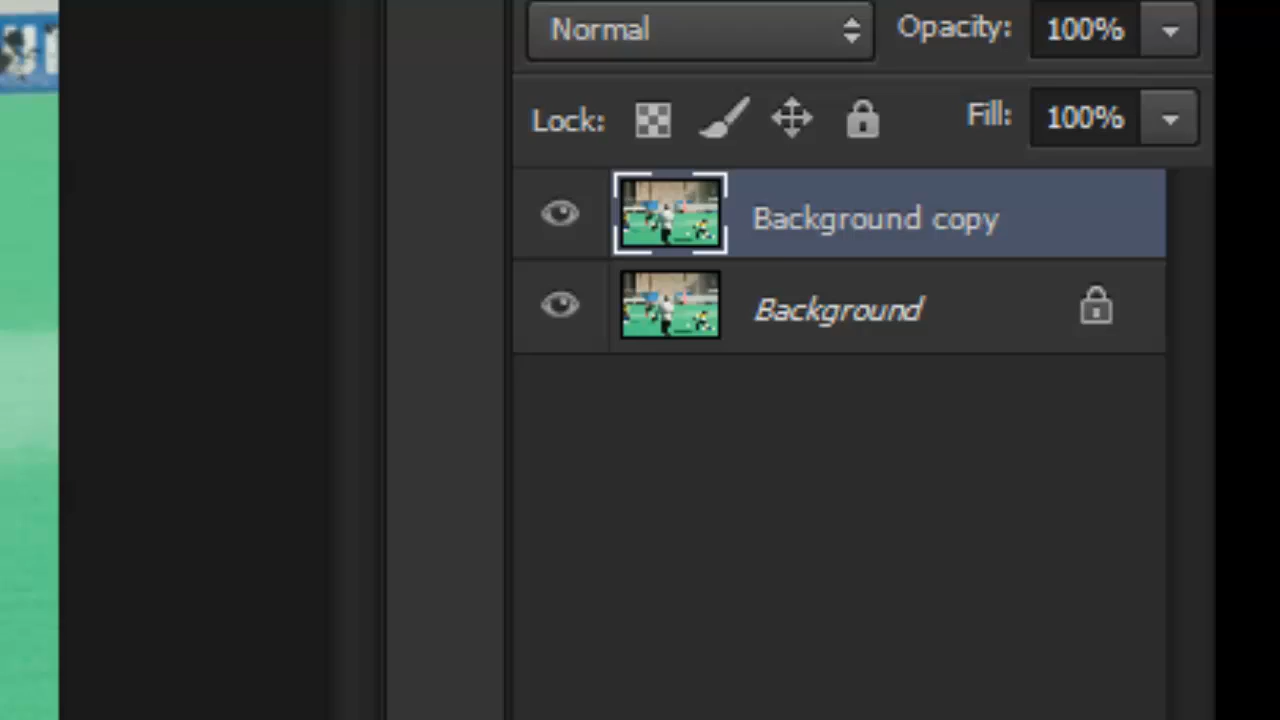 Normal Opacity: 100%
Lock: Fill: 100%
Background copy
Background